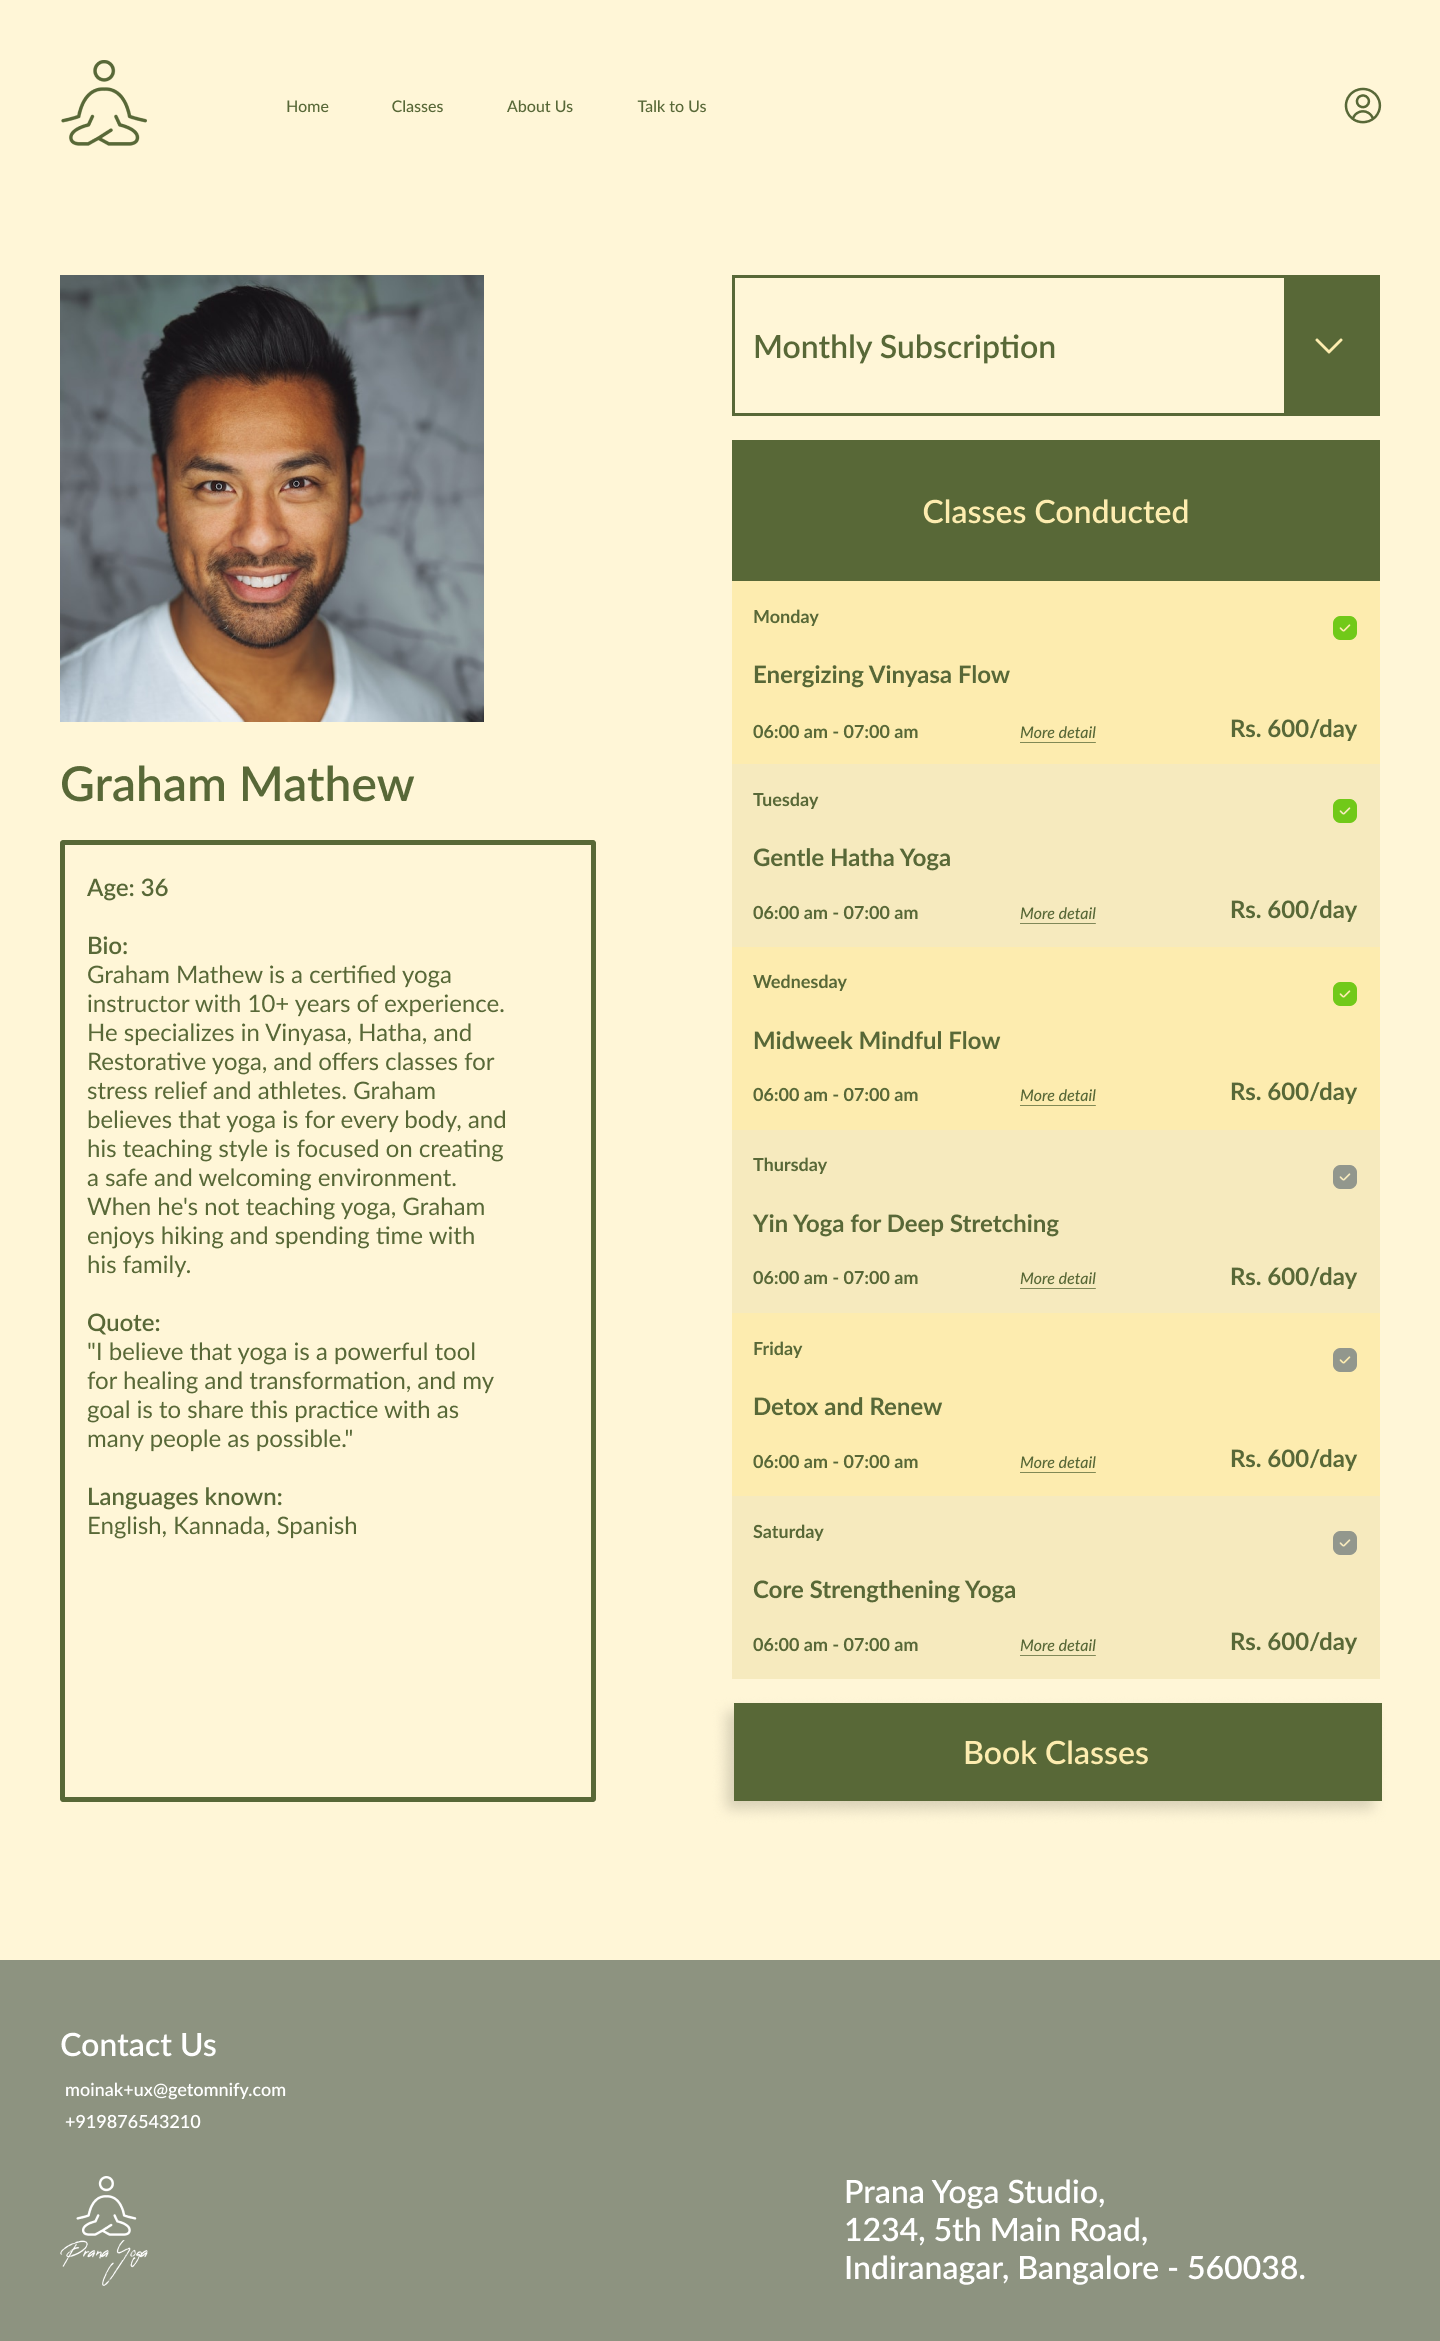 Home
Classes
About Us
Talk to Us
Graham Mathew
Age: 36
Bio:
Graham Mathew is a certified yoga
instructor with 10+ years of experience.
He specializes in Vinyasa, Hatha, and
Restorative yoga, and offers classes for
stress relief and athletes. Graham
believes that yoga is for every body, and
his teaching style is focused on creating
a safe and welcoming environment.
When he's not teaching yoga, Graham
enjoys hiking and spending time with
his family.
Quote:
"I believe that yoga is a powerful tool
for healing and transformation, and my
goal is to share this practice with as
many people as possible."
Languages known:
English, Kannada, Spanish
Monthly Subscription
Classes Conducted
Monday
Energizing Vinyasa Flow
06:00 am - 07:00 am
More detail
Rs. 600/day
Tuesday
Gentle Hatha Yoga
06:00 am - 07:00 am
More detail
Rs. 600/day
Wednesday
Midweek Mindful Flow
06:00 am - 07:00 am
More detail
Rs. 600/day
Thursday
Yin Yoga for Deep Stretching
06:00 am - 07:00 am
More detail
Rs. 600/day
Friday
Detox and Renew
06:00 am - 07:00 am
More detail
Rs. 600/day
Saturday
Core Strengthening Yoga
06:00 am - 07:00 am
More detail
Rs. 600/day
Book Classes
Contact Us
moinak+ux@getomnify.com
+919876543210
Prana Yoga
Prana Yoga Studio,
1234, 5th Main Road,
Indiranagar, Bangalore - 560038.